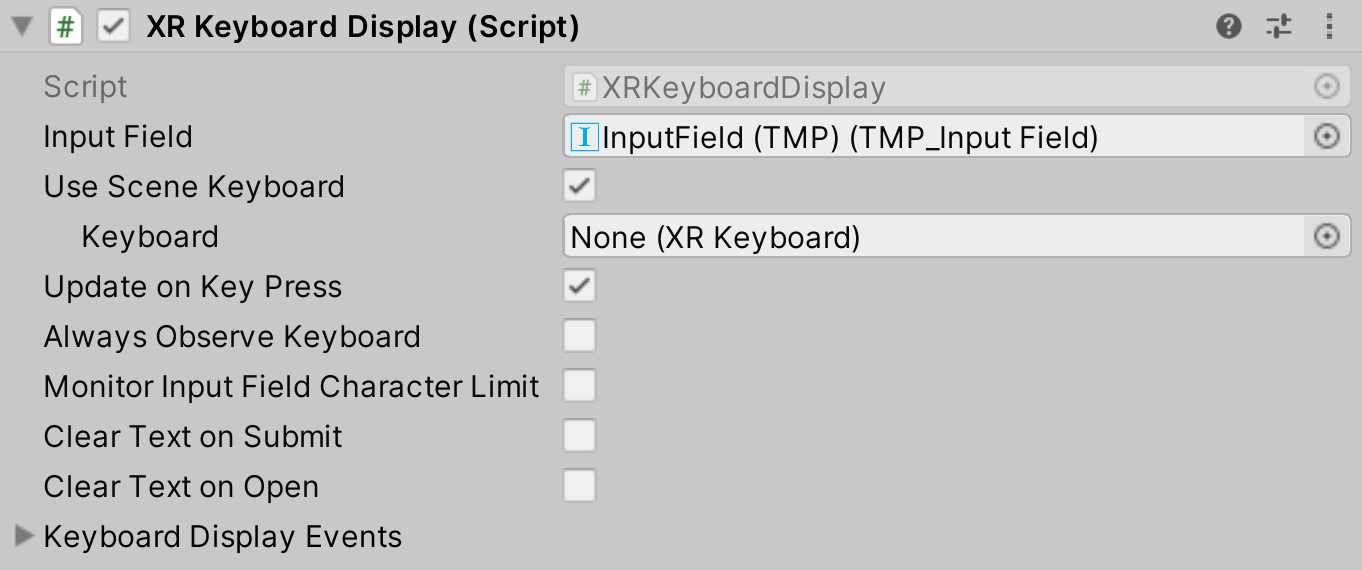 XR Keyboard Display (Script)
Script # XRKeyboardDisplay
Input Field I InputField (TMP) (TMP_Input Field)
Use Scene Keyboard
Keyboard None (XR Keyboard)
Update on Key Press
Always Observe Keyboard
Monitor Input Field Character Limit
Clear Text on Submit
Clear Text on Open
Keyboard Display Events